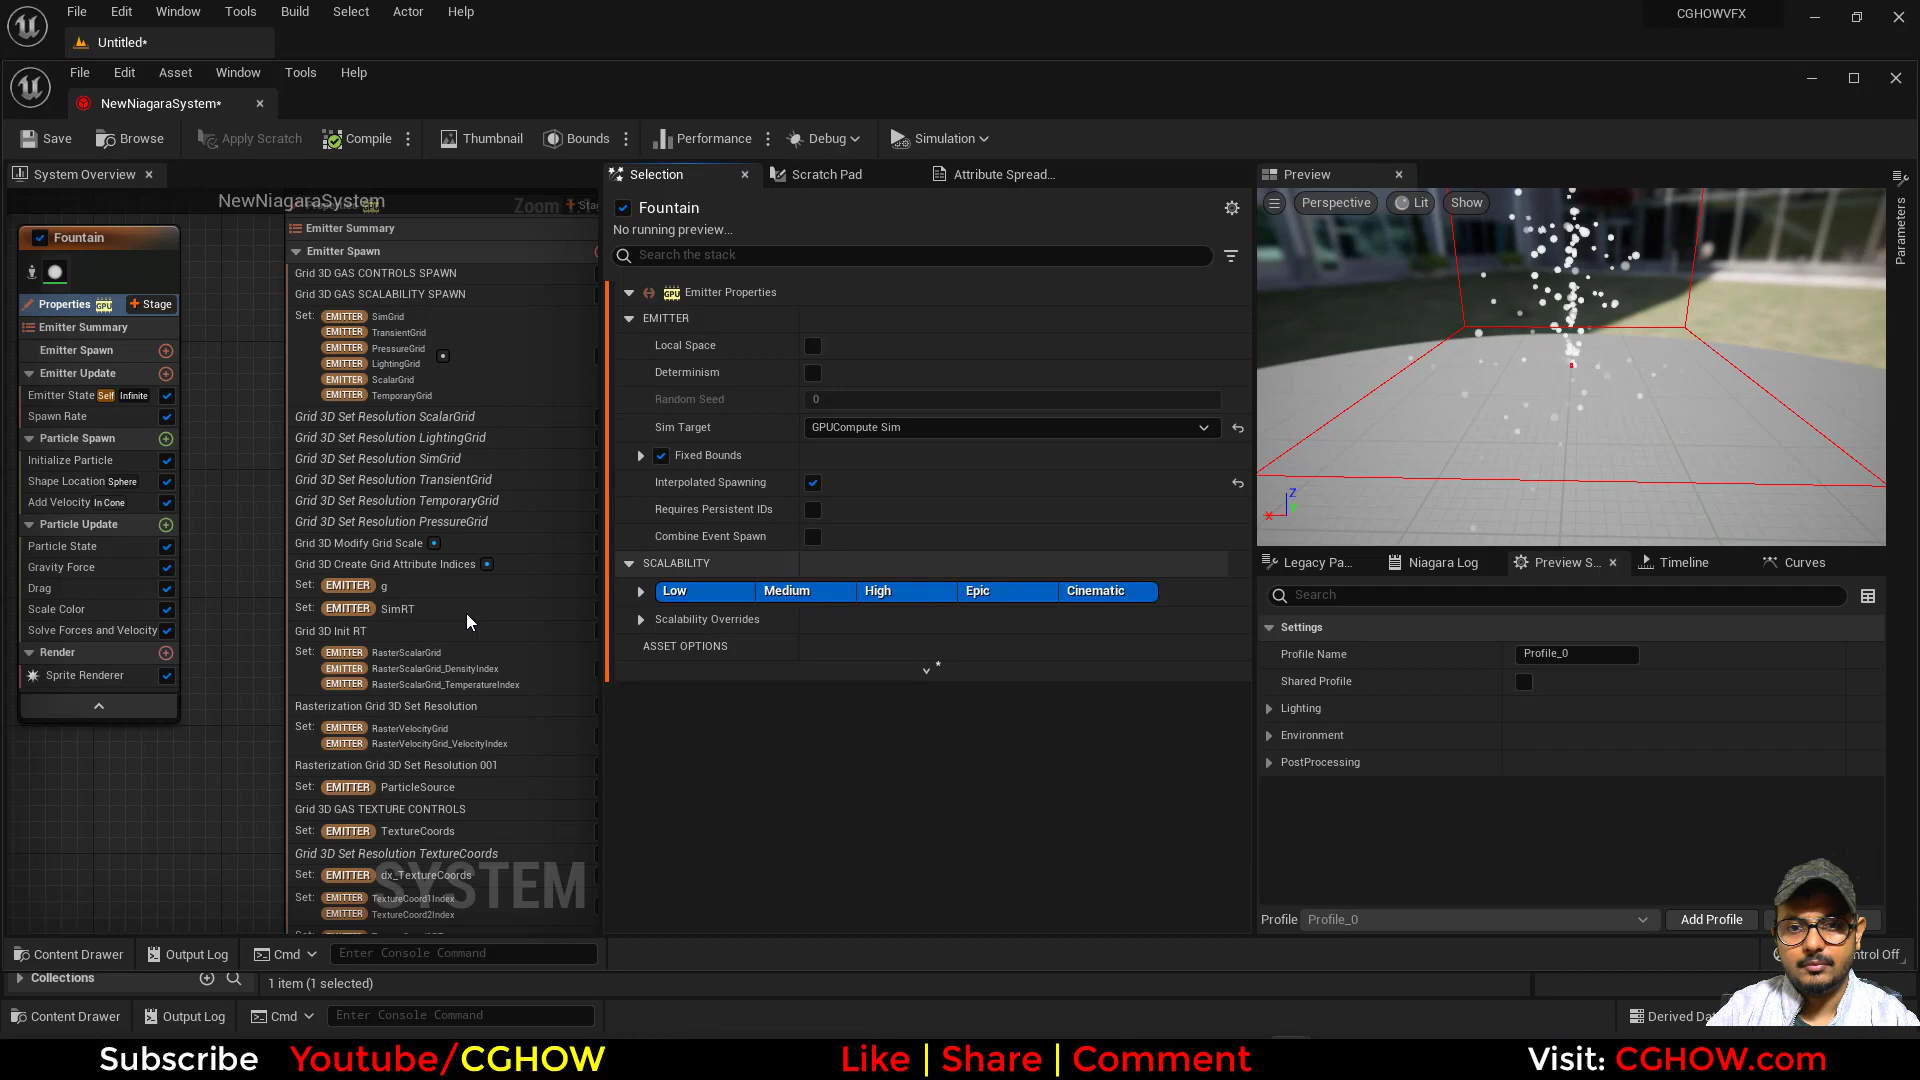 File Edit Window Tools Build Select Actor Help
CGHOWVFX
Untitled*
File Edit Asset Window Tools Help
NewNiagaraSystem*
Save Browse Apply Scratch Compile Thumbnail Bounds Performance Debug Simulation
System Overview
NewNiagaraSystem
Zoom 1:1
Fountain
Properties GPU Stage
Emitter Summary
Emitter Spawn
Emitter Update
Emitter State Self Infinite
Spawn Rate
Particle Spawn
Initialize Particle
Shape Location Sphere
Add Velocity In Cone
Particle Update
Particle State
Gravity Force
Drag
Scale Color
Solve Forces and Velocity
Render
Sprite Renderer
Emitter Summary
Emitter Spawn
Grid 3D GAS CONTROLS SPAWN
Grid 3D GAS SCALABILITY SPAWN
Set: EMITTER SimGrid
EMITTER TransientGrid
EMITTER PressureGrid
EMITTER LightingGrid
EMITTER ScalarGrid
EMITTER TemporaryGrid
Grid 3D Set Resolution ScalarGrid
Grid 3D Set Resolution LightingGrid
Grid 3D Set Resolution SimGrid
Grid 3D Set Resolution TransientGrid
Grid 3D Set Resolution TemporaryGrid
Grid 3D Set Resolution PressureGrid
Grid 3D Modify Grid Scale
Grid 3D Create Grid Attribute Indices
Set: EMITTER g
Set: EMITTER SimRT
Grid 3D Init RT
Set: EMITTER RasterScalarGrid
EMITTER RasterScalarGrid_DensityIndex
EMITTER RasterScalarGrid_TemperatureIndex
Rasterization Grid 3D Set Resolution
Set: EMITTER RasterVelocityGrid
EMITTER RasterVelocityGrid_VelocityIndex
Rasterization Grid 3D Set Resolution 001
Set: EMITTER ParticleSource
Grid 3D GAS TEXTURE CONTROLS
Set: EMITTER TextureCoords
Grid 3D Set Resolution TextureCoords
Set: EMITTER dx_TextureCoords
Set: EMITTER TextureCoord1Index
EMITTER TextureCoord2Index
SYSTEM
Selection
Scratch Pad
Attribute Spread...
Fountain
No running preview...
Search the stack
GPU Emitter Properties
EMITTER
Local Space
Determinism
Random Seed 0
Sim Target GPUCompute Sim
Fixed Bounds
Interpolated Spawning
Requires Persistent IDs
Combine Event Spawn
SCALABILITY
Low Medium High Epic Cinematic
Scalability Overrides
ASSET OPTIONS
Preview
Perspective Lit Show
Z
X
Y
Parameters
Legacy Pa... Niagara Log Preview S... Timeline Curves
Search
Settings
Profile Name Profile_0
Shared Profile
Lighting
Environment
PostProcessing
Profile Profile_0 Add Profile
Content Drawer Output Log Cmd Enter Console Command
ntrol Off
Collections
1 item (1 selected)
Content Drawer Output Log Cmd Enter Console Command
Derived Da
Subscribe Youtube/CGHOW
Like | Share | Comment
Visit: CGHOW.com